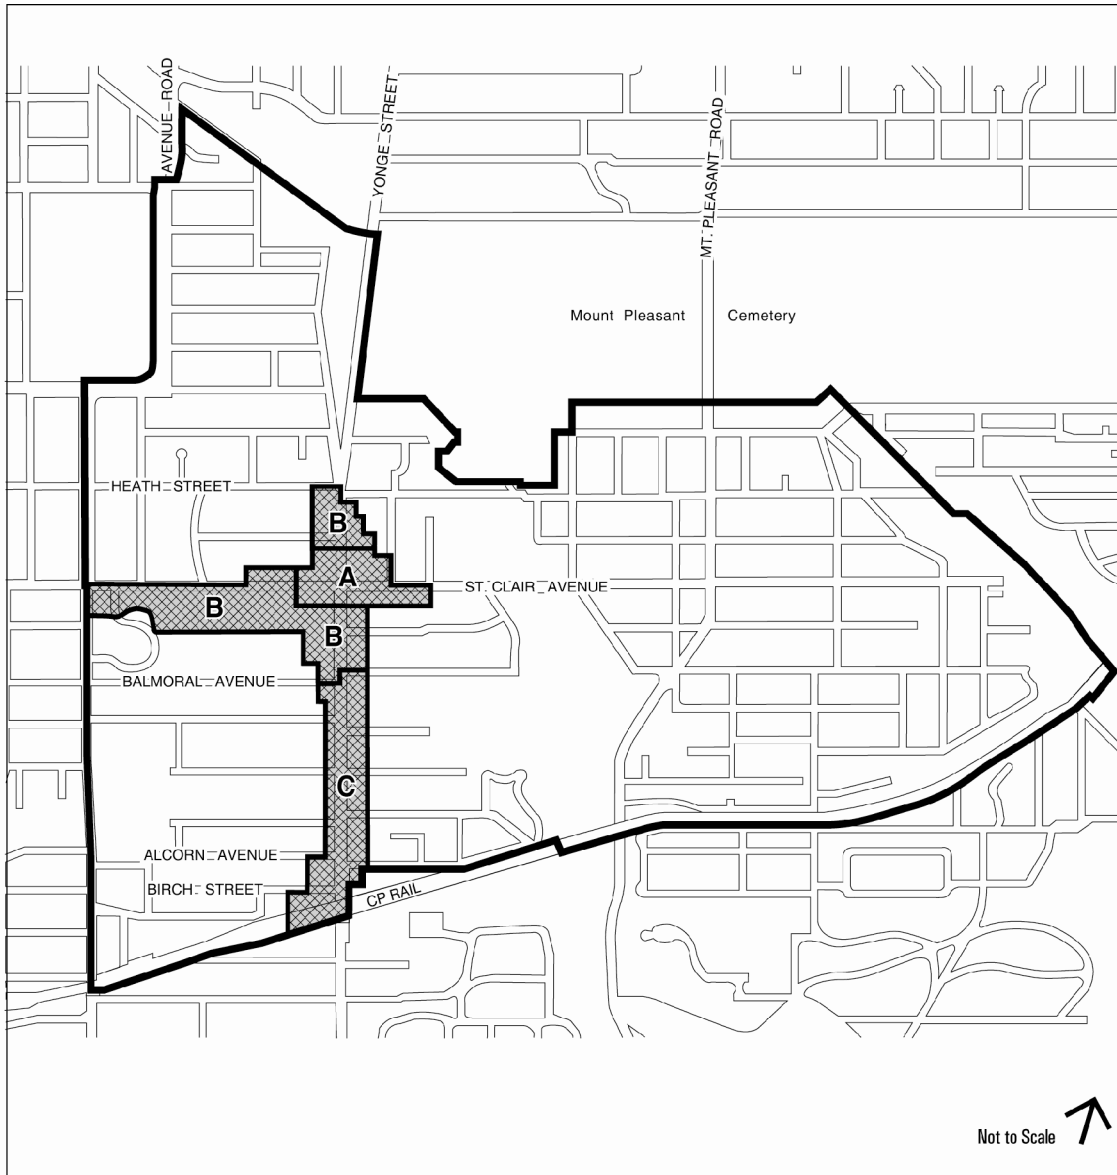 AVENUE ROAD
YONGE STREET
MT. PLEASANT ROAD
Mount Pleasant Cemetery
HEATH STREET
B
A
ST. CLAIR AVENUE
B
B
BALMORAL AVENUE
C
ALCORN AVENUE
BIRCH STREET
CP RAIL
Not to Scale